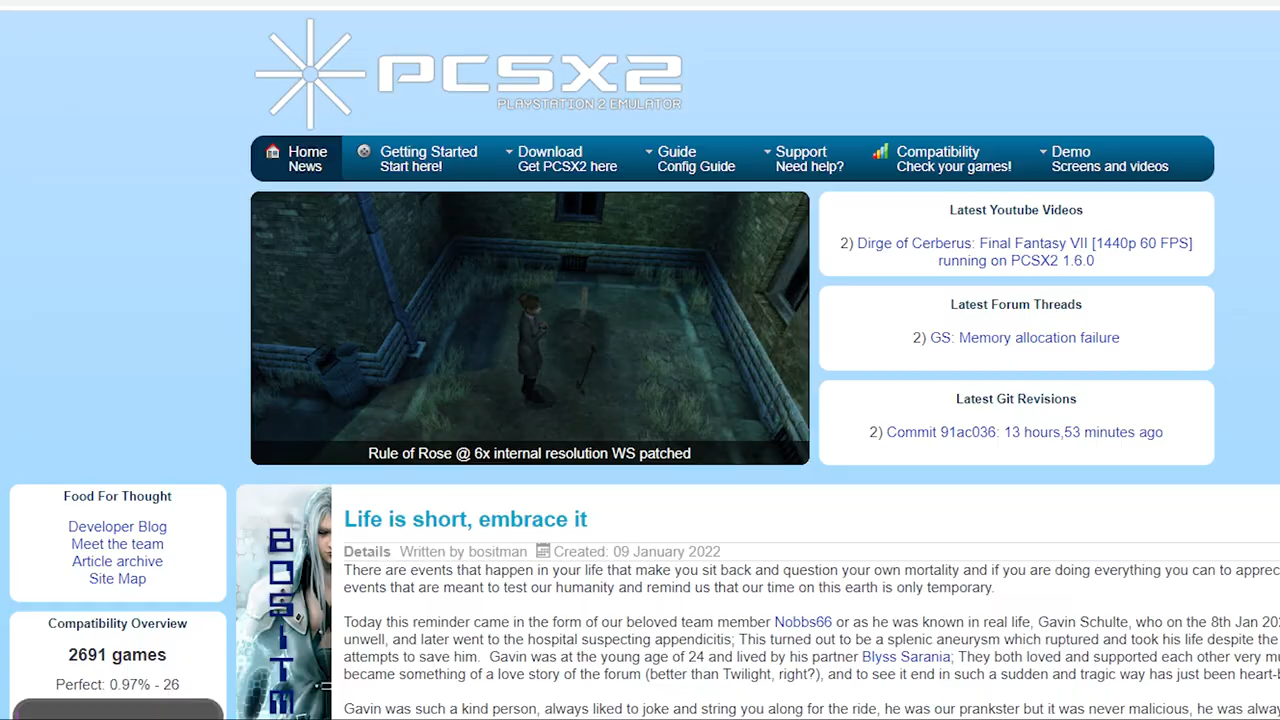 PCSX2
PLAYSTATION 2 EMULATOR
Home
News
Getting Started
Start here!
Download
Get PCSX2 here
Guide
Config Guide
Support
Need help?
Compatibility
Check your games!
Demo
Screens and videos
Rule of Rose @ 6x internal resolution WS patched
Latest Youtube Videos
2) Dirge of Cerberus: Final Fantasy VII [1440p 60 FPS]
running on PCSX2 1.6.0
Latest Forum Threads
2) GS: Memory allocation failure
Latest Git Revisions
2) Commit 91ac036: 13 hours,53 minutes ago
Food For Thought
Developer Blog
Meet the team
Article archive
Site Map
Compatibility Overview
2691 games
Perfect: 0.97% - 26
BOSITM
Life is short, embrace it
Details Written by bositman Created: 09 January 2022
There are events that happen in your life that make you sit back and question your own mortality and if you are doing everything you can to apprec
events that are meant to test our humanity and remind us that our time on this earth is only temporary.
Today this reminder came in the form of our beloved team member Nobbs66 or as he was known in real life, Gavin Schulte, who on the 8th Jan 202
unwell, and later went to the hospital suspecting appendicitis; This turned out to be a splenic aneurysm which ruptured and took his life despite the
attempts to save him. Gavin was at the young age of 24 and lived by his partner Blyss Sarania; They both loved and supported each other very mu
became something of a love story of the forum (better than Twilight, right?), and to see it end in such a sudden and tragic way has just been heart-b
Gavin was such a kind person, always liked to joke and string you along for the ride, he was our prankster but it was never malicious, he was alwa